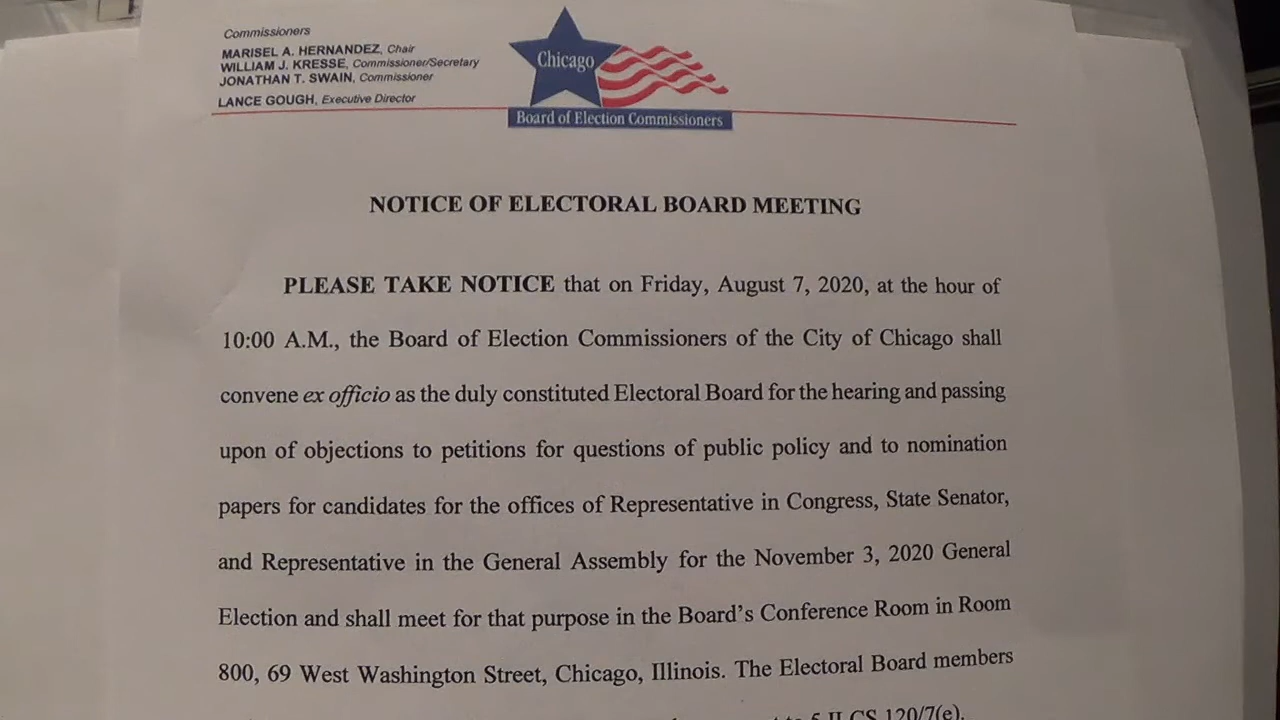 Commissioners
MARISEL A. HERNANDEZ, Chair
WILLIAM J. KRESSE, Commissioner/Secretary
JONATHAN T. SWAIN, Commissioner
LANCE GOUGH, Executive Director
Chicago
Board of Election Commissioners
NOTICE OF ELECTORAL BOARD MEETING
PLEASE TAKE NOTICE that on Friday, August 7, 2020, at the hour of
10:00 A.M., the Board of Election Commissioners of the City of Chicago shall
convene ex officio as the duly constituted Electoral Board for the hearing and passing
upon of objections to petitions for questions of public policy and to nomination
papers for candidates for the offices of Representative in Congress, State Senator,
and Representative in the General Assembly for the November 3, 2020 General
Election and shall meet for that purpose in the Board's Conference Room in Room
800, 69 West Washington Street, Chicago, Illinois. The Electoral Board members
5 ILCS 120/7(e).